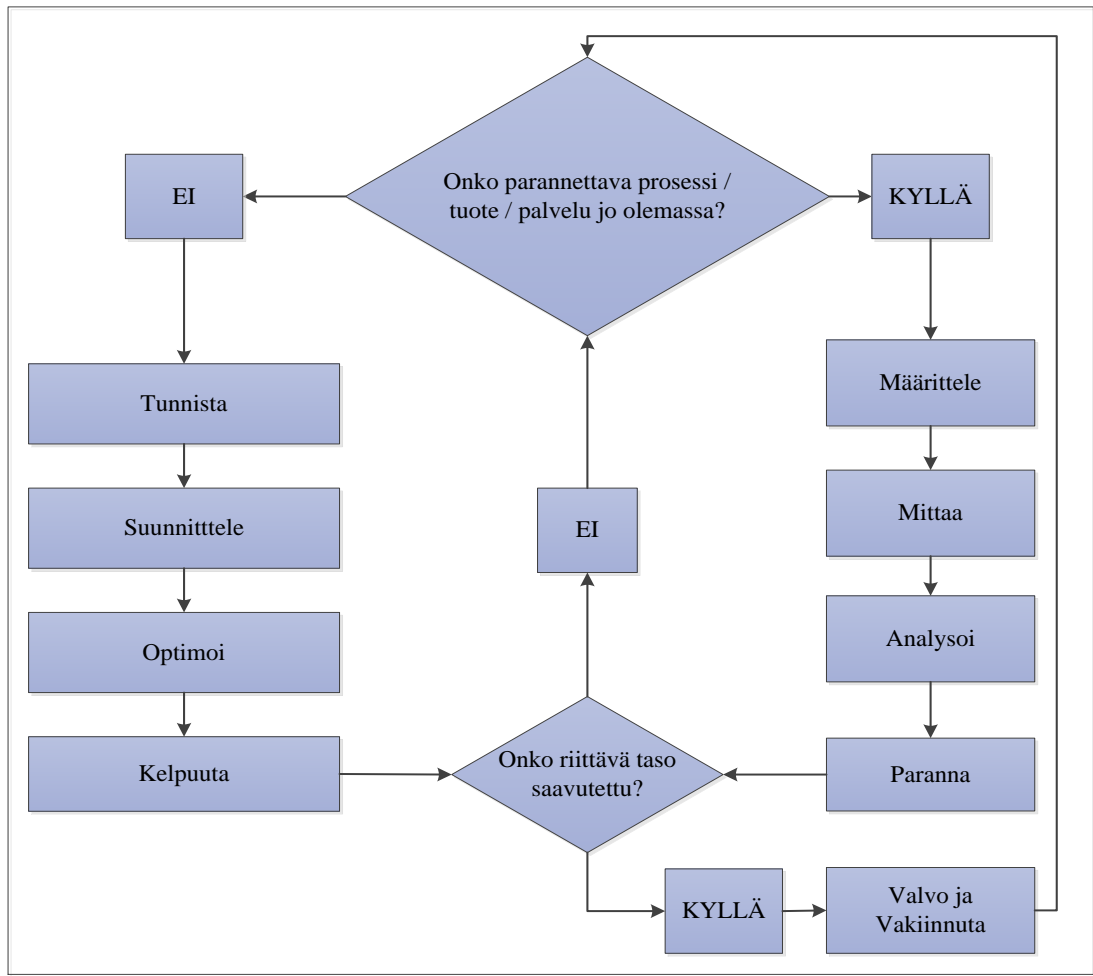 Onko parannettava prosessi /
tuote / palvelu jo olemassa?
EI
KYLLÄ
Tunnista
Suunnitttele
Optimoi
Kelpuuta
EI
Määrittele
Mittaa
Analysoi
Paranna
Onko riittävä taso
saavutettu?
KYLLÄ
Valvo ja
Vakiinnuta